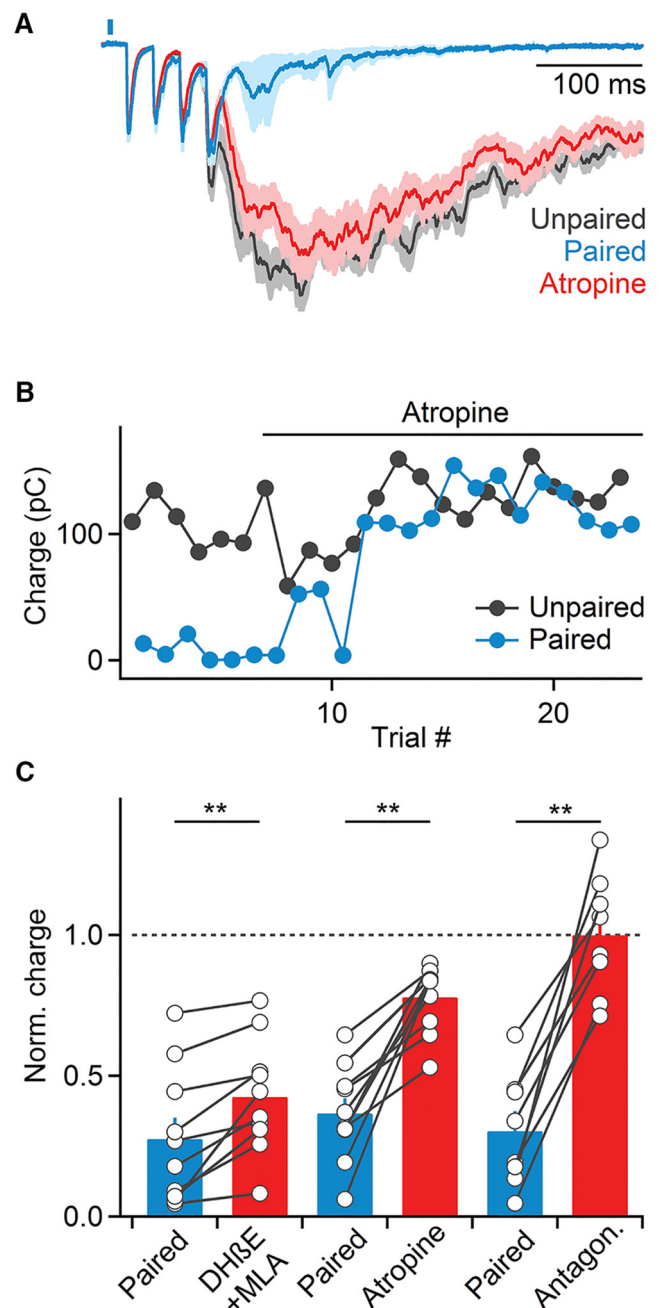 A
100 ms
Unpaired
Paired
Atropine
B
Atropine
Charge (pC)
100
0
Unpaired
Paired
10
20
Trial #
C
**
**
**
Norm. charge
1.0
0.5
0.0
Paired
DHßE
+MLA
Paired
Atropine
Paired
Antagon.